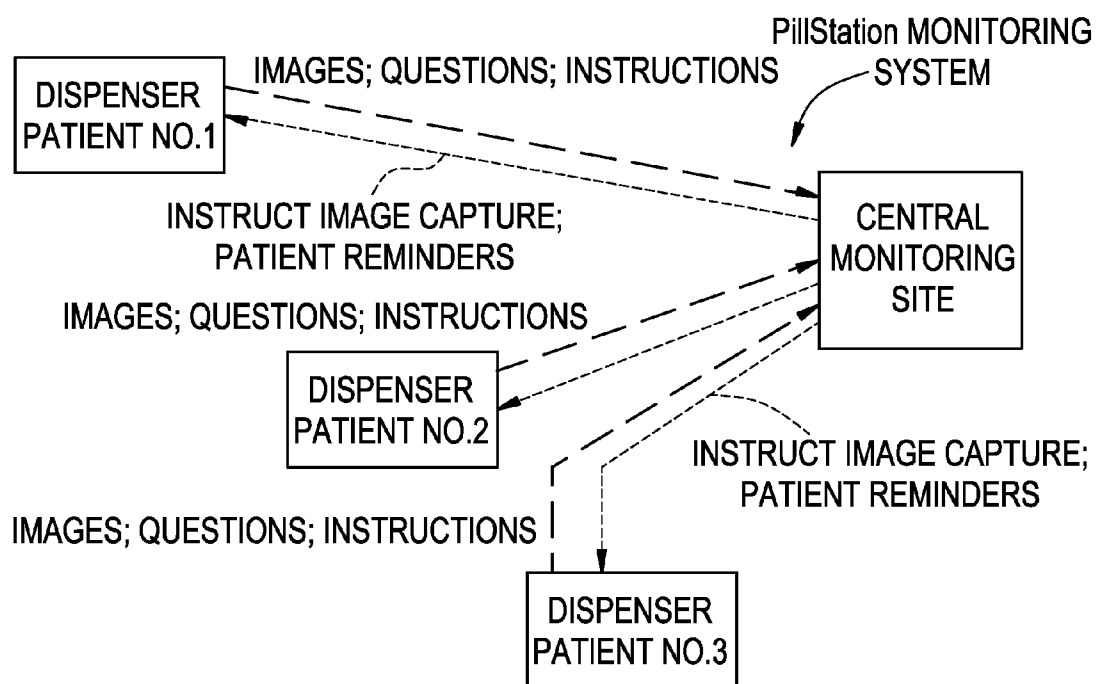 PillStation MONITORING
SYSTEM
IMAGES; QUESTIONS; INSTRUCTIONS
DISPENSER
PATIENT NO.1
INSTRUCT IMAGE CAPTURE;
PATIENT REMINDERS
CENTRAL
MONITORING
SITE
IMAGES; QUESTIONS; INSTRUCTIONS
DISPENSER
PATIENT NO.2
INSTRUCT IMAGE CAPTURE;
PATIENT REMINDERS
IMAGES; QUESTIONS; INSTRUCTIONS
DISPENSER
PATIENT NO.3